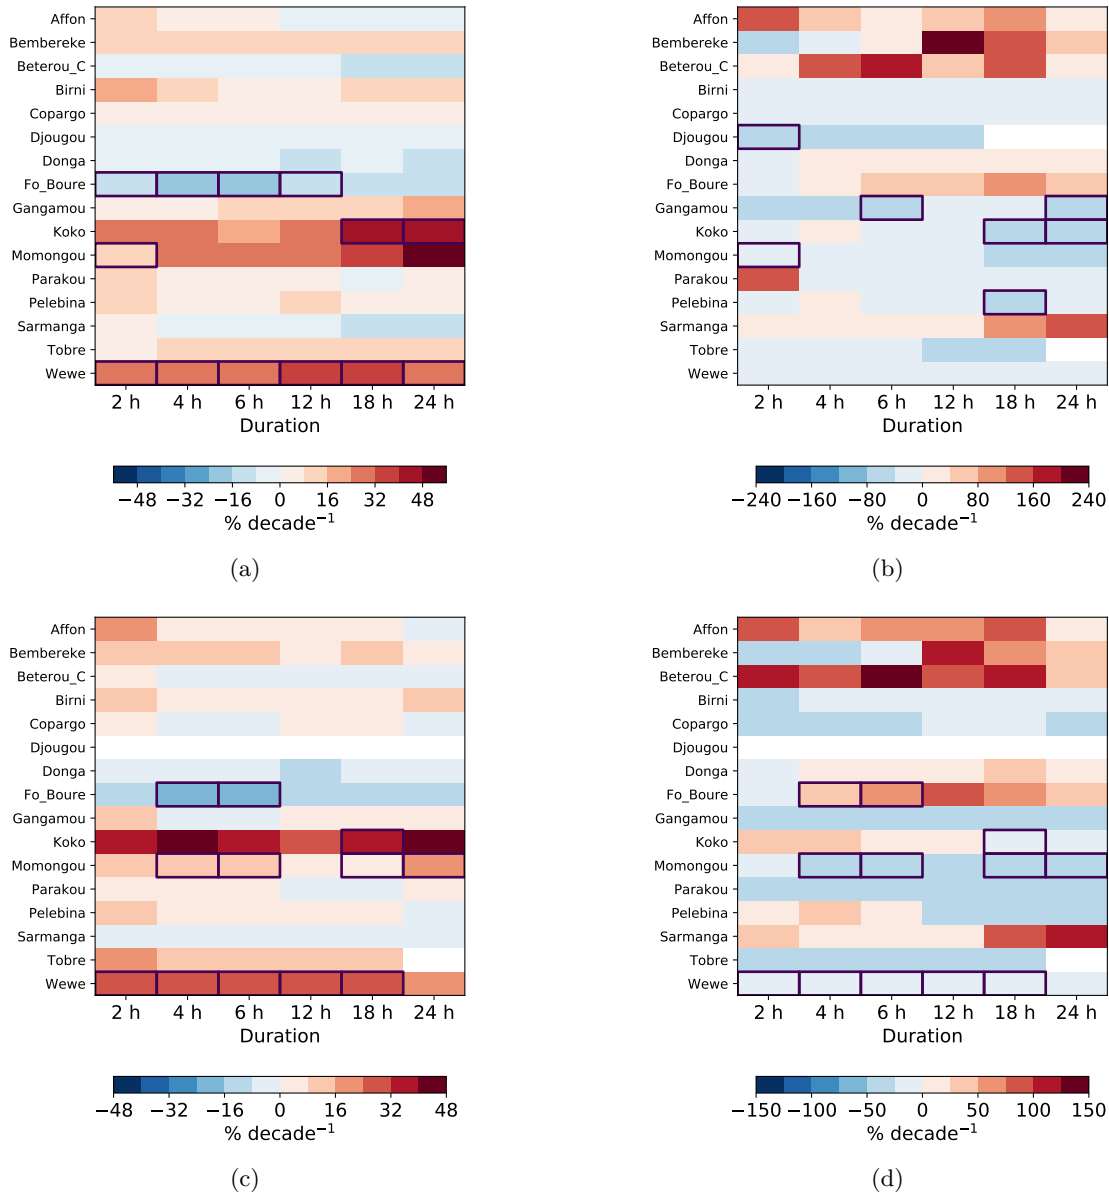 Affon
Bembereke
Beterou_C
Birni
Copargo
Djougou
Donga
Fo_Boure
Gangamou
Koko
Momongou
Parakou
Pelebina
Sarmanga
Tobre
Wewe
2 h 4 h 6 h 12 h 18 h 24 h
Duration
−48 −32 −16 0 16 32 48
% decade⁻¹
(a)
Affon
Bembereke
Beterou_C
Birni
Copargo
Djougou
Donga
Fo_Boure
Gangamou
Koko
Momongou
Parakou
Pelebina
Sarmanga
Tobre
Wewe
2 h 4 h 6 h 12 h 18 h 24 h
Duration
−240 −160 −80 0 80 160 240
% decade⁻¹
(b)
Affon
Bembereke
Beterou_C
Birni
Copargo
Djougou
Donga
Fo_Boure
Gangamou
Koko
Momongou
Parakou
Pelebina
Sarmanga
Tobre
Wewe
2 h 4 h 6 h 12 h 18 h 24 h
Duration
−48 −32 −16 0 16 32 48
% decade⁻¹
(c)
Affon
Bembereke
Beterou_C
Birni
Copargo
Djougou
Donga
Fo_Boure
Gangamou
Koko
Momongou
Parakou
Pelebina
Sarmanga
Tobre
Wewe
2 h 4 h 6 h 12 h 18 h 24 h
Duration
−150 −100 −50 0 50 100 150
% decade⁻¹
(d)